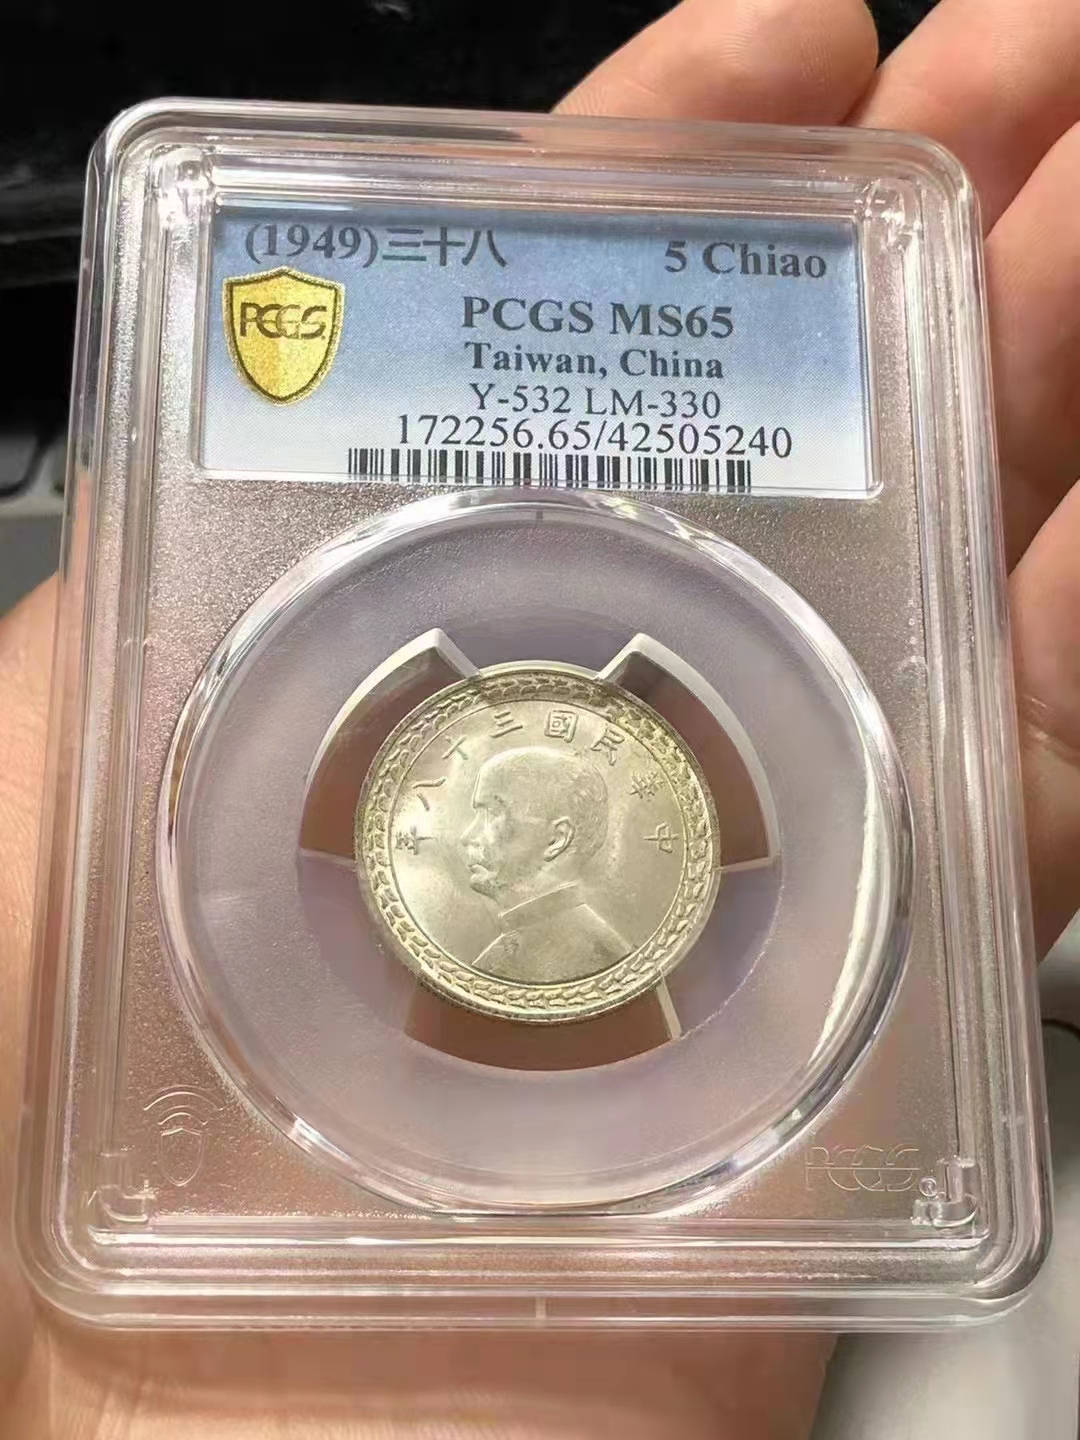 (1949)三十八 5 Chiao
PCGS
PCGS MS65
Taiwan, China
Y-532 LM-330
172256.65/42505240
中華民國三十八年
PCGS